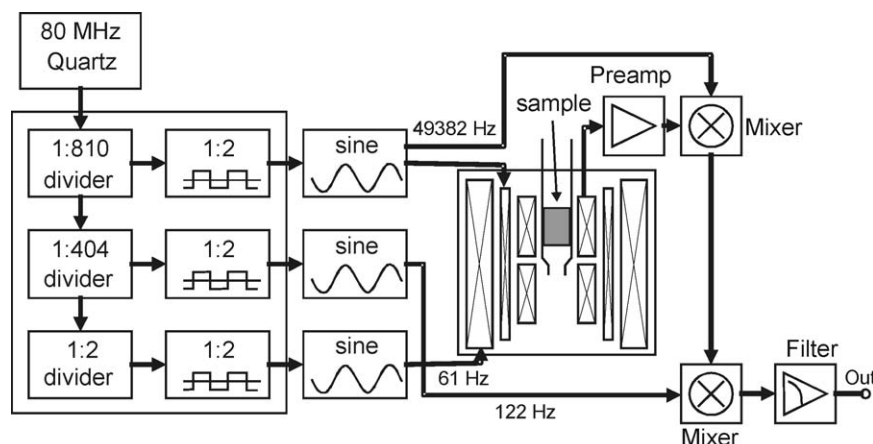 80 MHz
Quartz
1:810
divider
1:2
sine
49382 Hz
sample
Preamp
Mixer
1:404
divider
1:2
sine
1:2
divider
1:2
sine
61 Hz
122 Hz
Mixer
Filter
Out